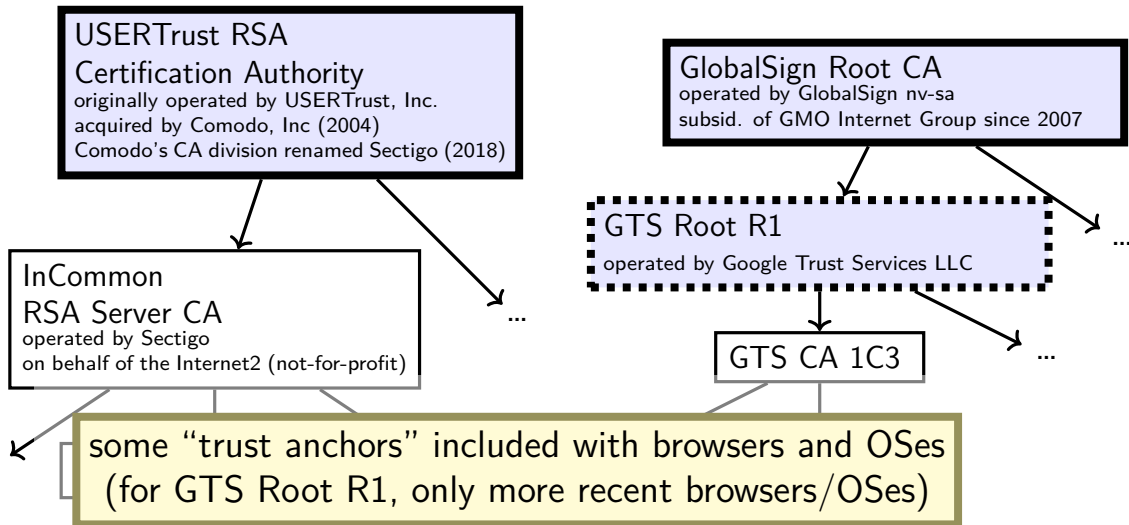 USERTrust RSA
Certification Authority
originally operated by USERTrust, Inc.
acquired by Comodo, Inc (2004)
Comodo's CA division renamed Sectigo (2018)
GlobalSign Root CA
operated by GlobalSign nv-sa
subsid. of GMO Internet Group since 2007
GTS Root R1
operated by Google Trust Services LLC
...
InCommon
RSA Server CA
operated by Sectigo
on behalf of the Internet2 (not-for-profit)
...
GTS CA 1C3
...
some “trust anchors” included with browsers and OSes
(for GTS Root R1, only more recent browsers/OSes)